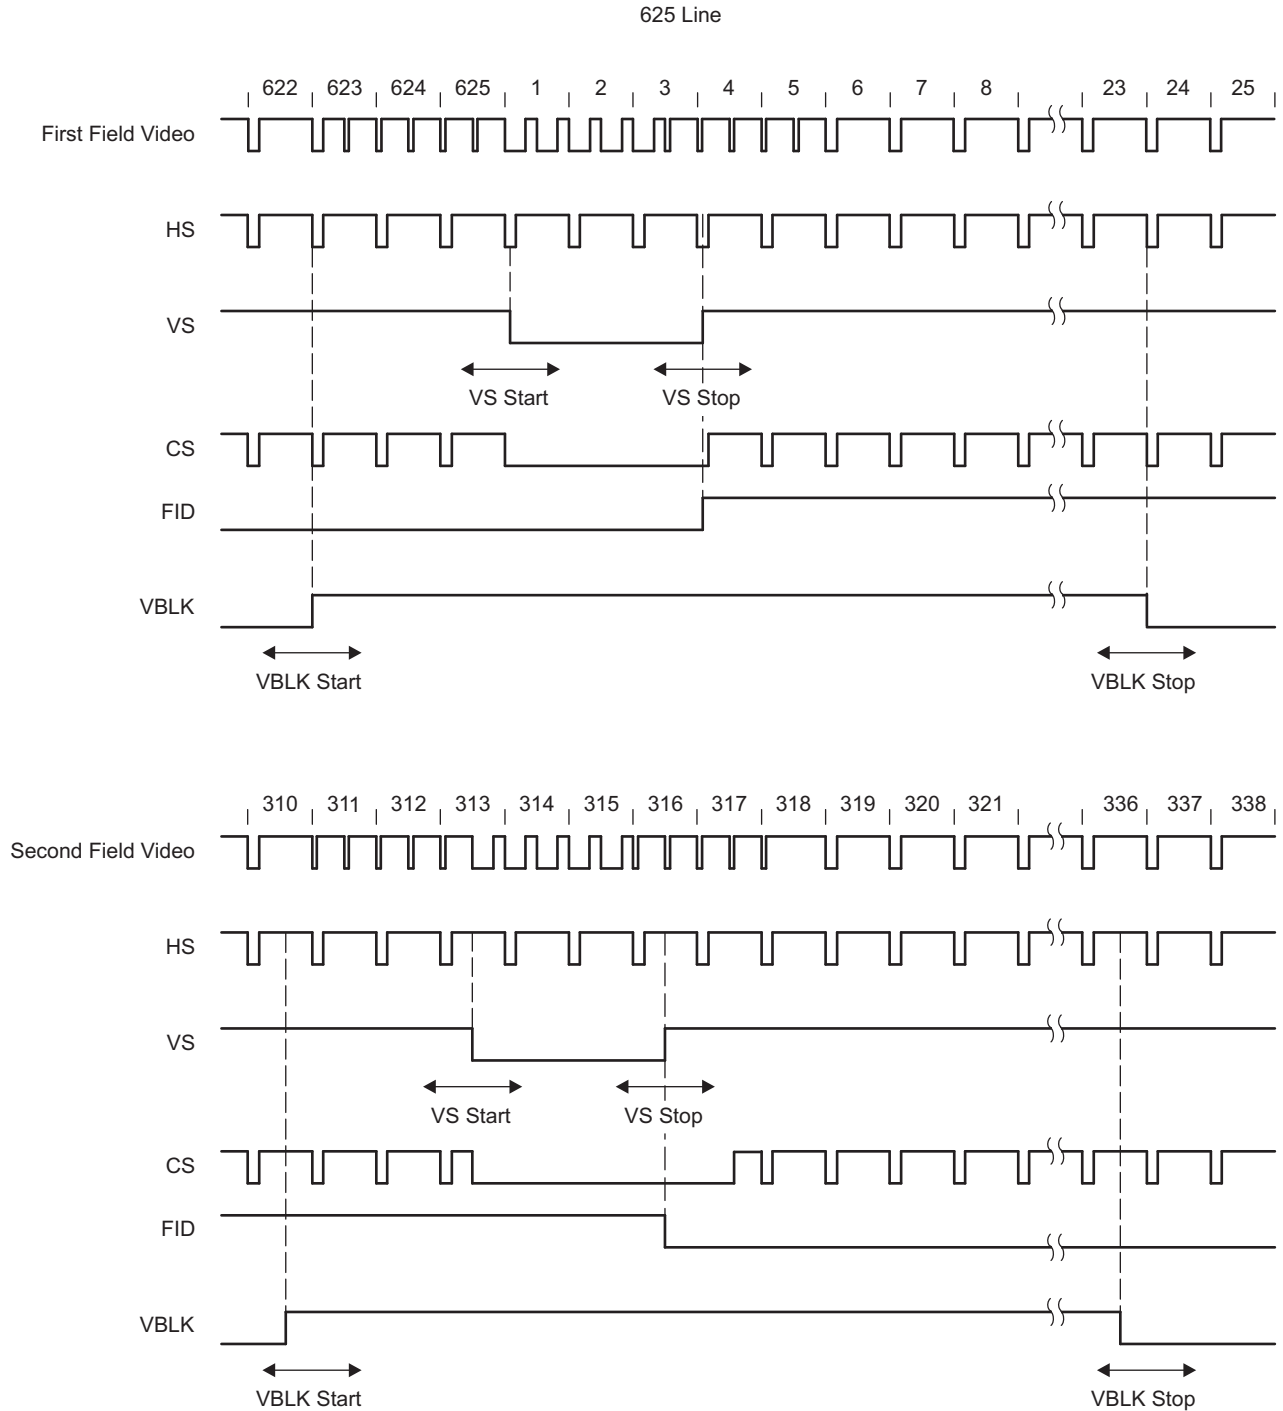 625 Line
622 623 624 625 1 2 3 4 5 6 7 8 23 24 25
First Field Video
HS
VS
VS Start VS Stop
CS
FID
VBLK
VBLK Start VBLK Stop
310 311 312 313 314 315 316 317 318 319 320 321 336 337 338
Second Field Video
HS
VS
VS Start VS Stop
CS
FID
VBLK
VBLK Start VBLK Stop